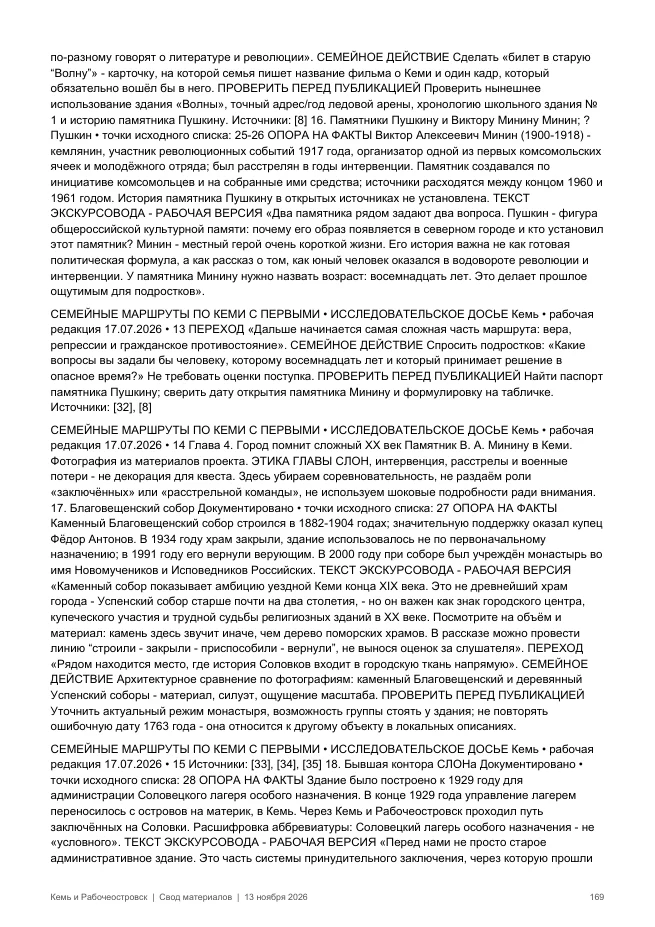 по-разному говорят о литературе и революции». СЕМЕЙНОЕ ДЕЙСТВИЕ Сделать «билет в старую
“Волну”» - карточку, на которой семья пишет название фильма о Кеми и один кадр, который
обязательно вошёл бы в него. ПРОВЕРИТЬ ПЕРЕД ПУБЛИКАЦИЕЙ Проверить нынешнее
использование здания «Волны», точный адрес/год ледовой арены, хронологию школьного здания №
1 и историю памятника Пушкину. Источники: [8] 16. Памятники Пушкину и Виктору Минину Минин; ?
Пушкин • точки исходного списка: 25-26 ОПОРА НА ФАКТЫ Виктор Алексеевич Минин (1900-1918) -
кемлянин, участник революционных событий 1917 года, организатор одной из первых комсомольских
ячеек и молодёжного отряда; был расстрелян в годы интервенции. Памятник создавался по
инициативе комсомольцев и на собранные ими средства; источники расходятся между концом 1960 и
1961 годом. История памятника Пушкину в открытых источниках не установлена. ТЕКСТ
ЭКСКУРСОВОДА - РАБОЧАЯ ВЕРСИЯ «Два памятника рядом задают два вопроса. Пушкин - фигура
общероссийской культурной памяти: почему его образ появляется в северном городе и кто установил
этот памятник? Минин - местный герой очень короткой жизни. Его история важна не как готовая
политическая формула, а как рассказ о том, как юный человек оказался в водовороте революции и
интервенции. У памятника Минину нужно назвать возраст: восемнадцать лет. Это делает прошлое
ощутимым для подростков».
СЕМЕЙНЫЕ МАРШРУТЫ ПО КЕМИ С ПЕРВЫМИ • ИССЛЕДОВАТЕЛЬСКОЕ ДОСЬЕ Кемь • рабочая
редакция 17.07.2026 • 13 ПЕРЕХОД «Дальше начинается самая сложная часть маршрута: вера,
репрессии и гражданское противостояние». СЕМЕЙНОЕ ДЕЙСТВИЕ Спросить подростков: «Какие
вопросы вы задали бы человеку, которому восемнадцать лет и который принимает решение в
опасное время?» Не требовать оценки поступка. ПРОВЕРИТЬ ПЕРЕД ПУБЛИКАЦИЕЙ Найти паспорт
памятника Пушкину; сверить дату открытия памятника Минину и формулировку на табличке.
Источники: [32], [8]
СЕМЕЙНЫЕ МАРШРУТЫ ПО КЕМИ С ПЕРВЫМИ • ИССЛЕДОВАТЕЛЬСКОЕ ДОСЬЕ Кемь • рабочая
редакция 17.07.2026 • 14 Глава 4. Город помнит сложный XX век Памятник В. А. Минину в Кеми.
Фотография из материалов проекта. ЭТИКА ГЛАВЫ СЛОН, интервенция, расстрелы и военные
потери - не декорация для квеста. Здесь убираем соревновательность, не раздаём роли
«заключённых» или «расстрельной команды», не используем шоковые подробности ради внимания.
17. Благовещенский собор Документировано • точки исходного списка: 27 ОПОРА НА ФАКТЫ
Каменный Благовещенский собор строился в 1882-1904 годах; значительную поддержку оказал купец
Фёдор Антонов. В 1934 году храм закрыли, здание использовалось не по первоначальному
назначению; в 1991 году его вернули верующим. В 2000 году при соборе был учреждён монастырь во
имя Новомучеников и Исповедников Российских. ТЕКСТ ЭКСКУРСОВОДА - РАБОЧАЯ ВЕРСИЯ
«Каменный собор показывает амбицию уездной Кеми конца XIX века. Это не древнейший храм
города - Успенский собор старше почти на два столетия, - но он важен как знак городского центра,
купеческого участия и трудной судьбы религиозных зданий в XX веке. Посмотрите на объём и
материал: камень здесь звучит иначе, чем дерево поморских храмов. В рассказе можно провести
линию “строили - закрыли - приспособили - вернули”, не вынося оценок за слушателя». ПЕРЕХОД
«Рядом находится место, где история Соловков входит в городскую ткань напрямую». СЕМЕЙНОЕ
ДЕЙСТВИЕ Архитектурное сравнение по фотографиям: каменный Благовещенский и деревянный
Успенский соборы - материал, силуэт, ощущение масштаба. ПРОВЕРИТЬ ПЕРЕД ПУБЛИКАЦИЕЙ
Уточнить актуальный режим монастыря, возможность группы стоять у здания; не повторять
ошибочную дату 1763 года - она относится к другому объекту в локальных описаниях.
СЕМЕЙНЫЕ МАРШРУТЫ ПО КЕМИ С ПЕРВЫМИ • ИССЛЕДОВАТЕЛЬСКОЕ ДОСЬЕ Кемь • рабочая
редакция 17.07.2026 • 15 Источники: [33], [34], [35] 18. Бывшая контора СЛОНа Документировано •
точки исходного списка: 28 ОПОРА НА ФАКТЫ Здание было построено к 1929 году для
администрации Соловецкого лагеря особого назначения. В конце 1929 года управление лагерем
переносилось с островов на материк, в Кемь. Через Кемь и Рабочеостровск проходил путь
заключённых на Соловки. Расшифровка аббревиатуры: Соловецкий лагерь особого назначения - не
«условного». ТЕКСТ ЭКСКУРСОВОДА - РАБОЧАЯ ВЕРСИЯ «Перед нами не просто старое
административное здание. Это часть системы принудительного заключения, через которую прошли
Кемь и Рабочеостровск | Свод материалов | 13 ноября 2026
169